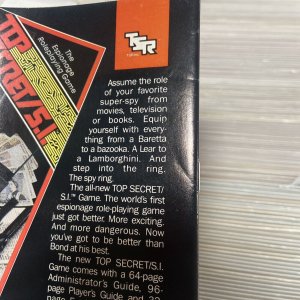 The
Espionage
Roleplaying Game
TOP
SECRET/S.I.
TSR
Assume the role
of your favorite
super-spy from
movies, television
or books. Equip
yourself with every-
thing from a Baretta
to a bazooka. A Lear to
a Lamborghini. And
step into the ring.
The spy ring.
The all-new TOP SECRET/
S.I.™ Game. The world's first
espionage role-playing game
just got better. More exciting.
And more dangerous. Now
you've got to be better than
Bond at his best.
The new TOP SECRET/S.I.
Game comes with a 64-page
Administrator's Guide, 96-
page Player's Guide and 32-